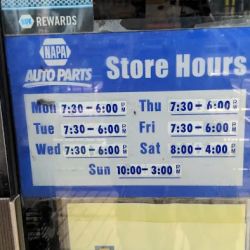 NAPA REWARDS
NAPA
AUTO PARTS
Store Hours
Mon 7:30-6:00 Thu 7:30-6:00
Tue 7:30-6:00 Fri 7:30-6:00
Wed 7:30-6:00 Sat 8:00-4:00
Sun 10:00-3:00